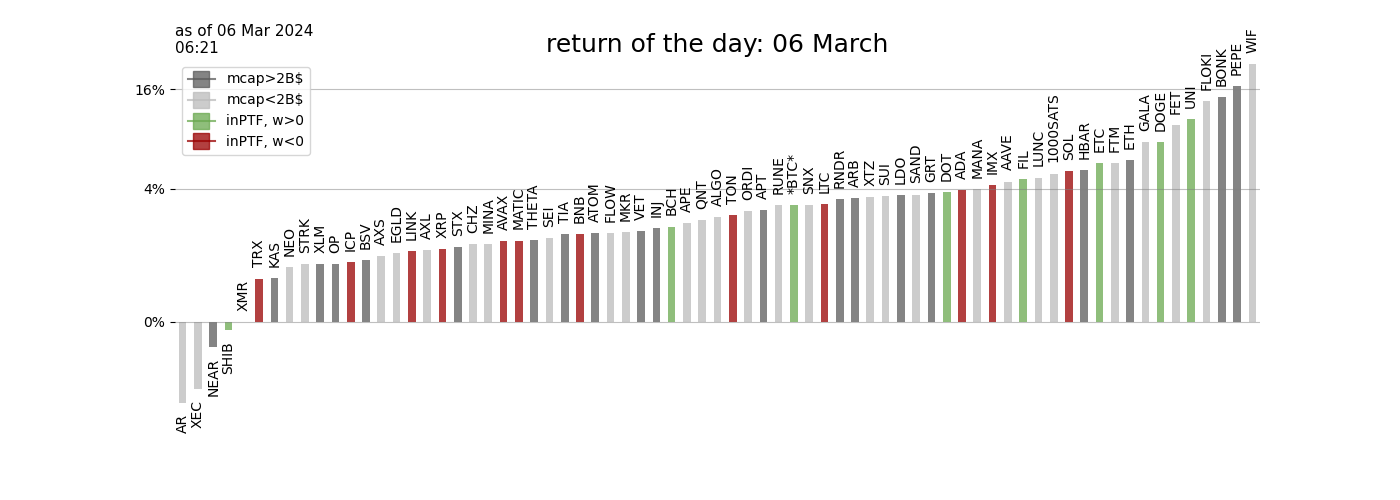 as of 06 Mar 2024
06:21
return of the day: 06 March
mcap>2B$
mcap<2B$
inPTF, w>0
inPTF, w<0
16%
4%
0%
AR
XEC
NEAR
SHIB
XMR
TRX
KAS
NEO
STRK
XLM
OP
ICP
BSV
AXS
EGLD
LINK
AXL
XRP
STX
CHZ
MINA
AVAX
MATIC
THETA
SEI
TIA
BNB
ATOM
FLOW
MKR
VET
INJ
BCH
APE
QNT
ALGO
TON
ORDI
APT
RUNE
*BTC*
SNX
LTC
RNDR
ARB
XTZ
SUI
LDO
SAND
GRT
DOT
ADA
MANA
IMX
AAVE
FIL
LUNC
1000SATS
SOL
HBAR
ETC
FTM
ETH
GALA
DOGE
FET
UNI
FLOKI
BONK
PEPE
WIF